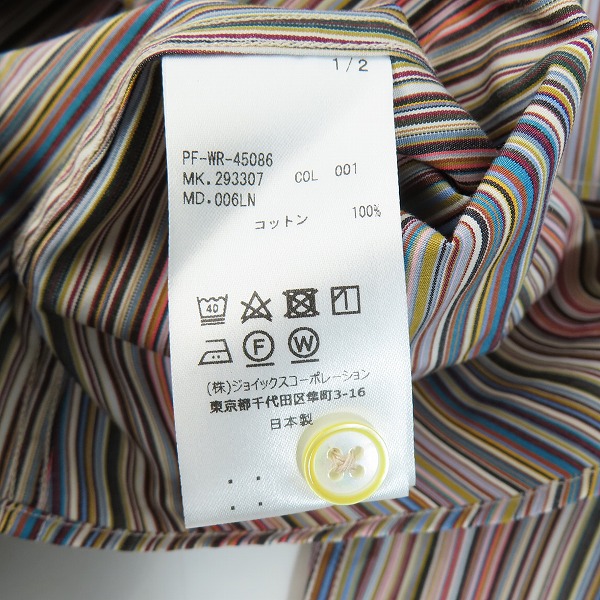 1/2
PF-WR-45086
MK.293307 COL 001
MD.006LN
コットン 100%
40
F W
(株)ジョイックスコーポレーション
東京都千代田区隼町3-16
日本製